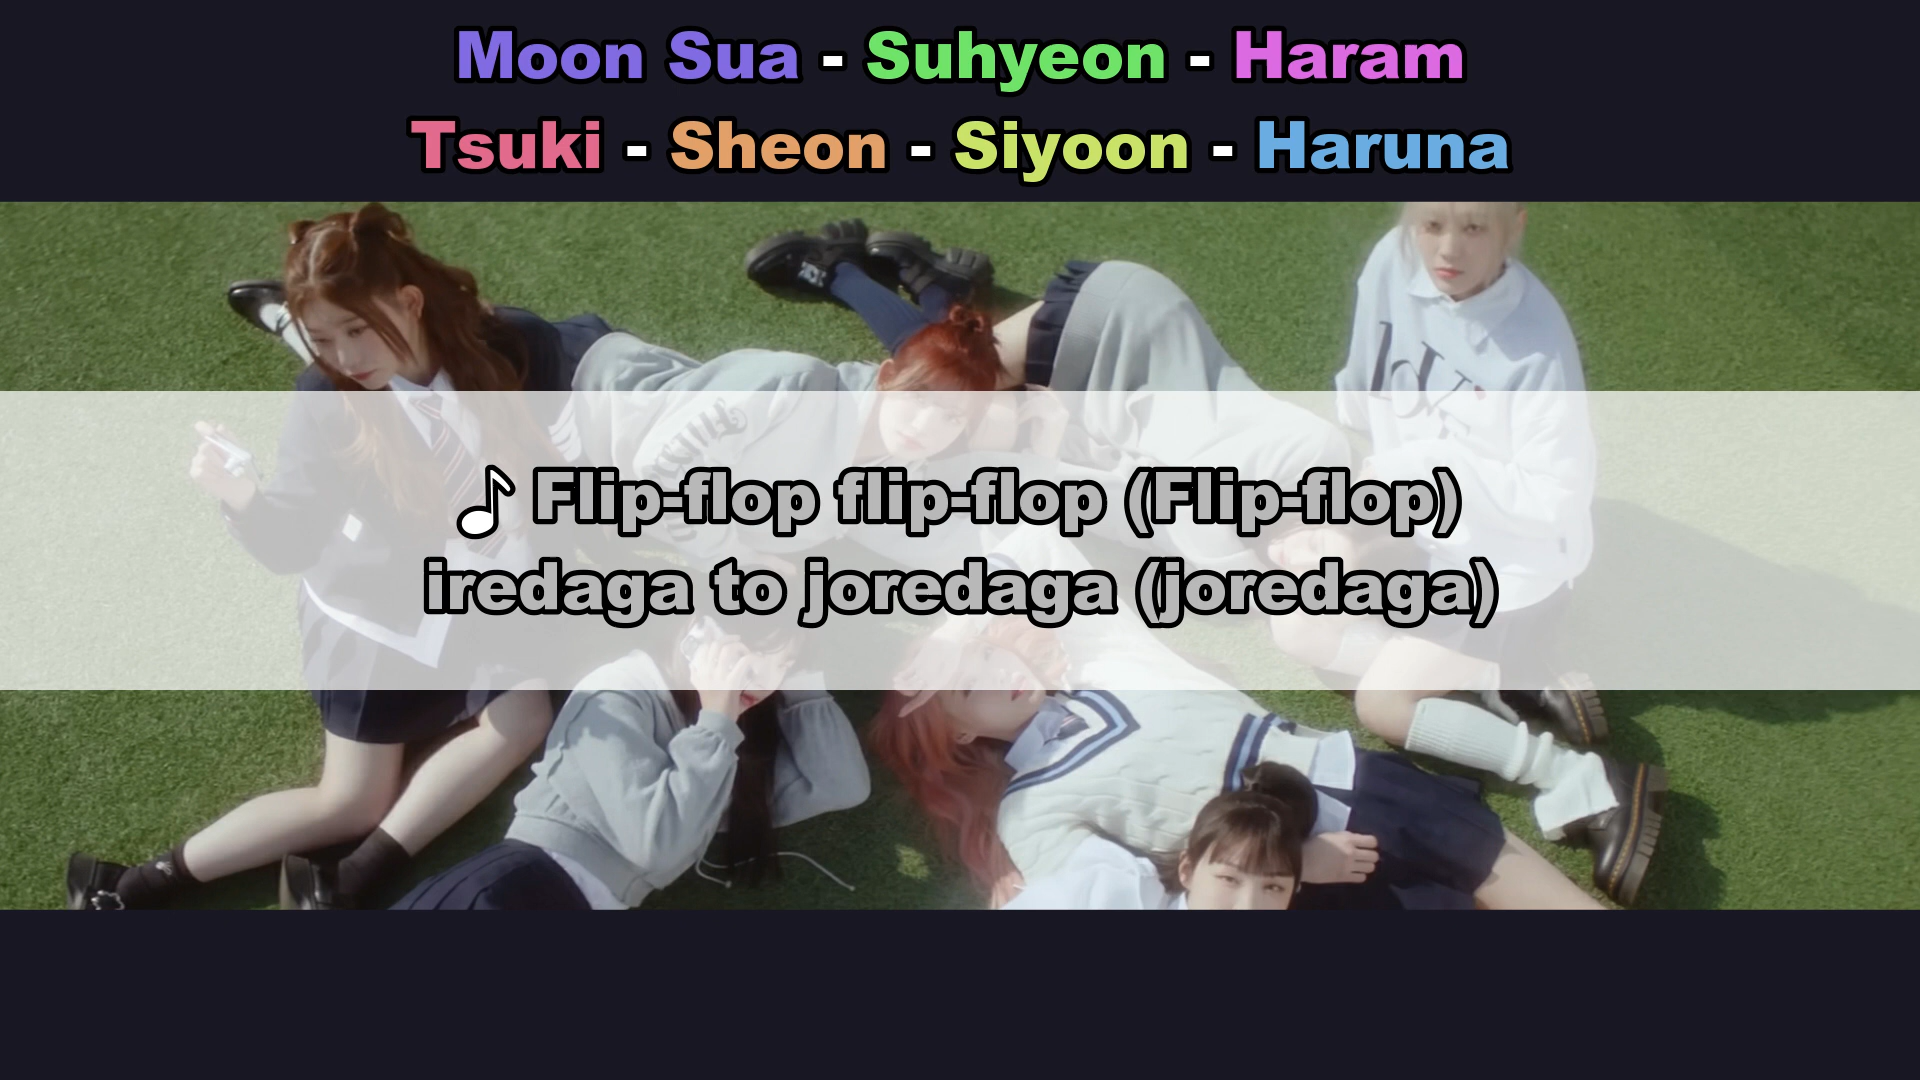 Moon Sua - Suhyeon - Haram
Tsuki - Sheon - Siyoon - Haruna
♪ Flip-flop flip-flop (Flip-flop)
iredaga to joredaga (joredaga)